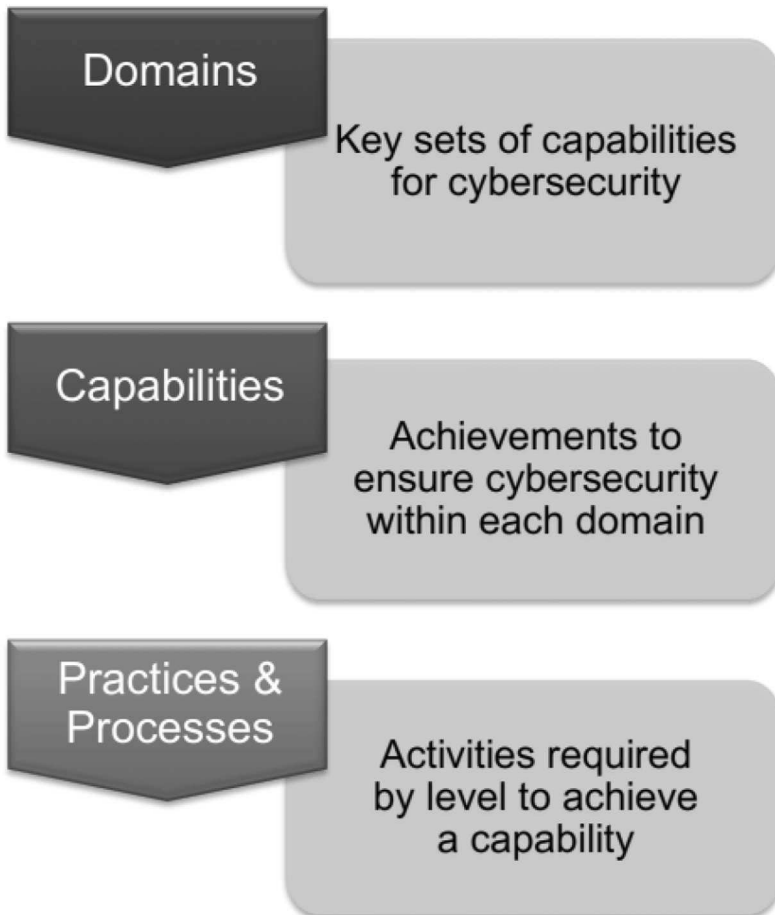 Domains
Key sets of capabilities
for cybersecurity
Capabilities
Achievements to
ensure cybersecurity
within each domain
Practices &
Processes
Activities required
by level to achieve
a capability